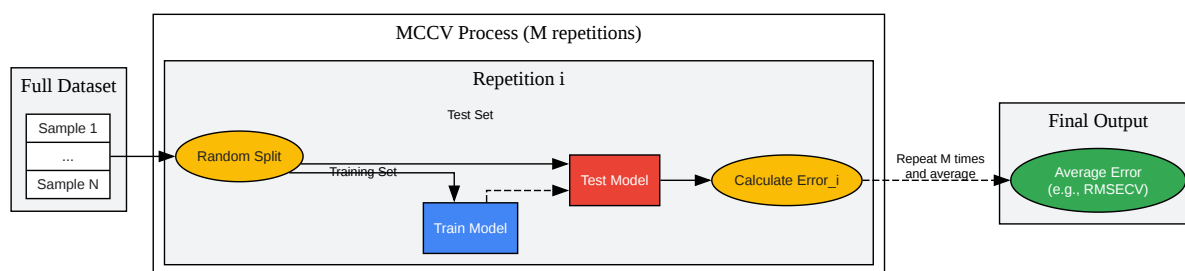 MCCV Process (M repetitions)
Repetition i
Full Dataset
Sample 1
...
Sample N
Random Split
Test Set
Training Set
Train Model
Test Model
Calculate Error_i
Repeat M times
and average
Final Output
Average Error
(e.g., RMSECV)